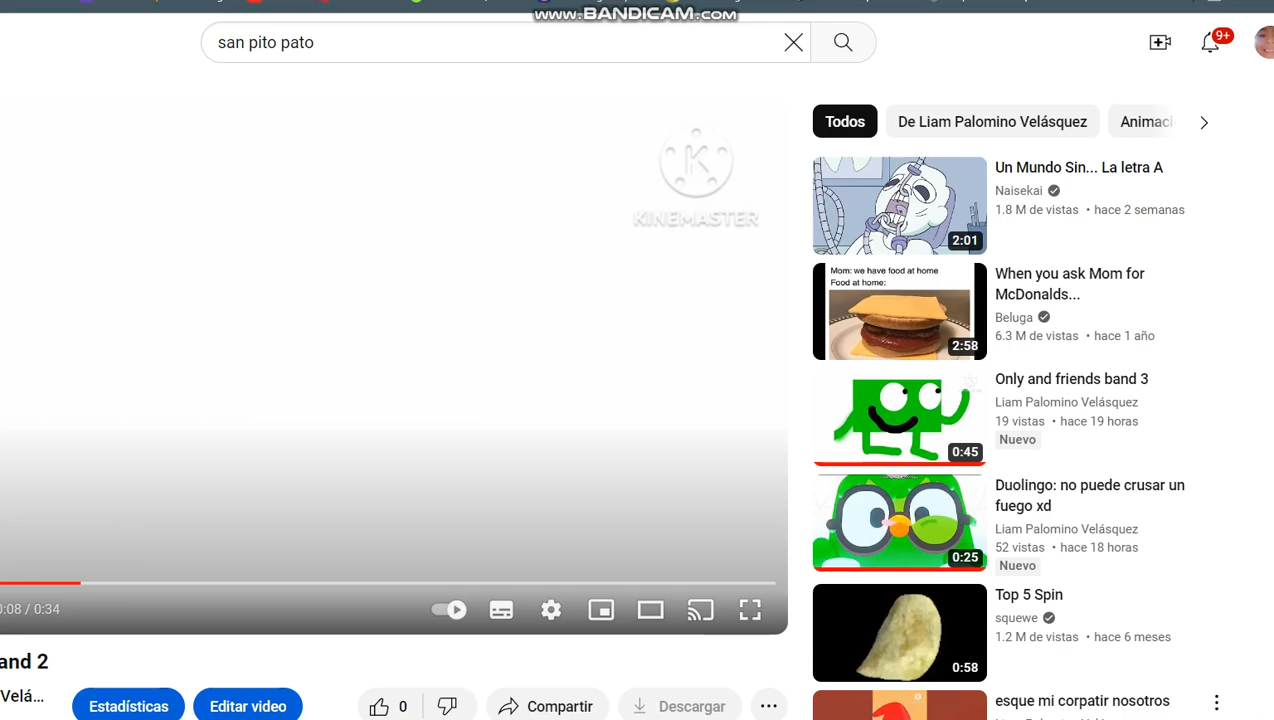 www.BANDICAM.com
san pito pato
9+
KINEMASTER
Todos
De Liam Palomino Velásquez
Animaci
Un Mundo Sin... La letra A
Naisekai
1.8 M de vistas • hace 2 semanas
2:01
Mom: we have food at home
Food at home:
2:58
When you ask Mom for
McDonalds...
Beluga
6.3 M de vistas • hace 1 año
0:45
Only and friends band 3
Liam Palomino Velásquez
19 vistas • hace 19 horas
Nuevo
0:25
Duolingo: no puede crusar un
fuego xd
Liam Palomino Velásquez
52 vistas • hace 18 horas
Nuevo
0:58
Top 5 Spin
squewe
1.2 M de vistas • hace 6 meses
esque mi corpatir nosotros
0:08 / 0:34
and 2
Velá...
Estadísticas
Editar video
0
Compartir
Descargar